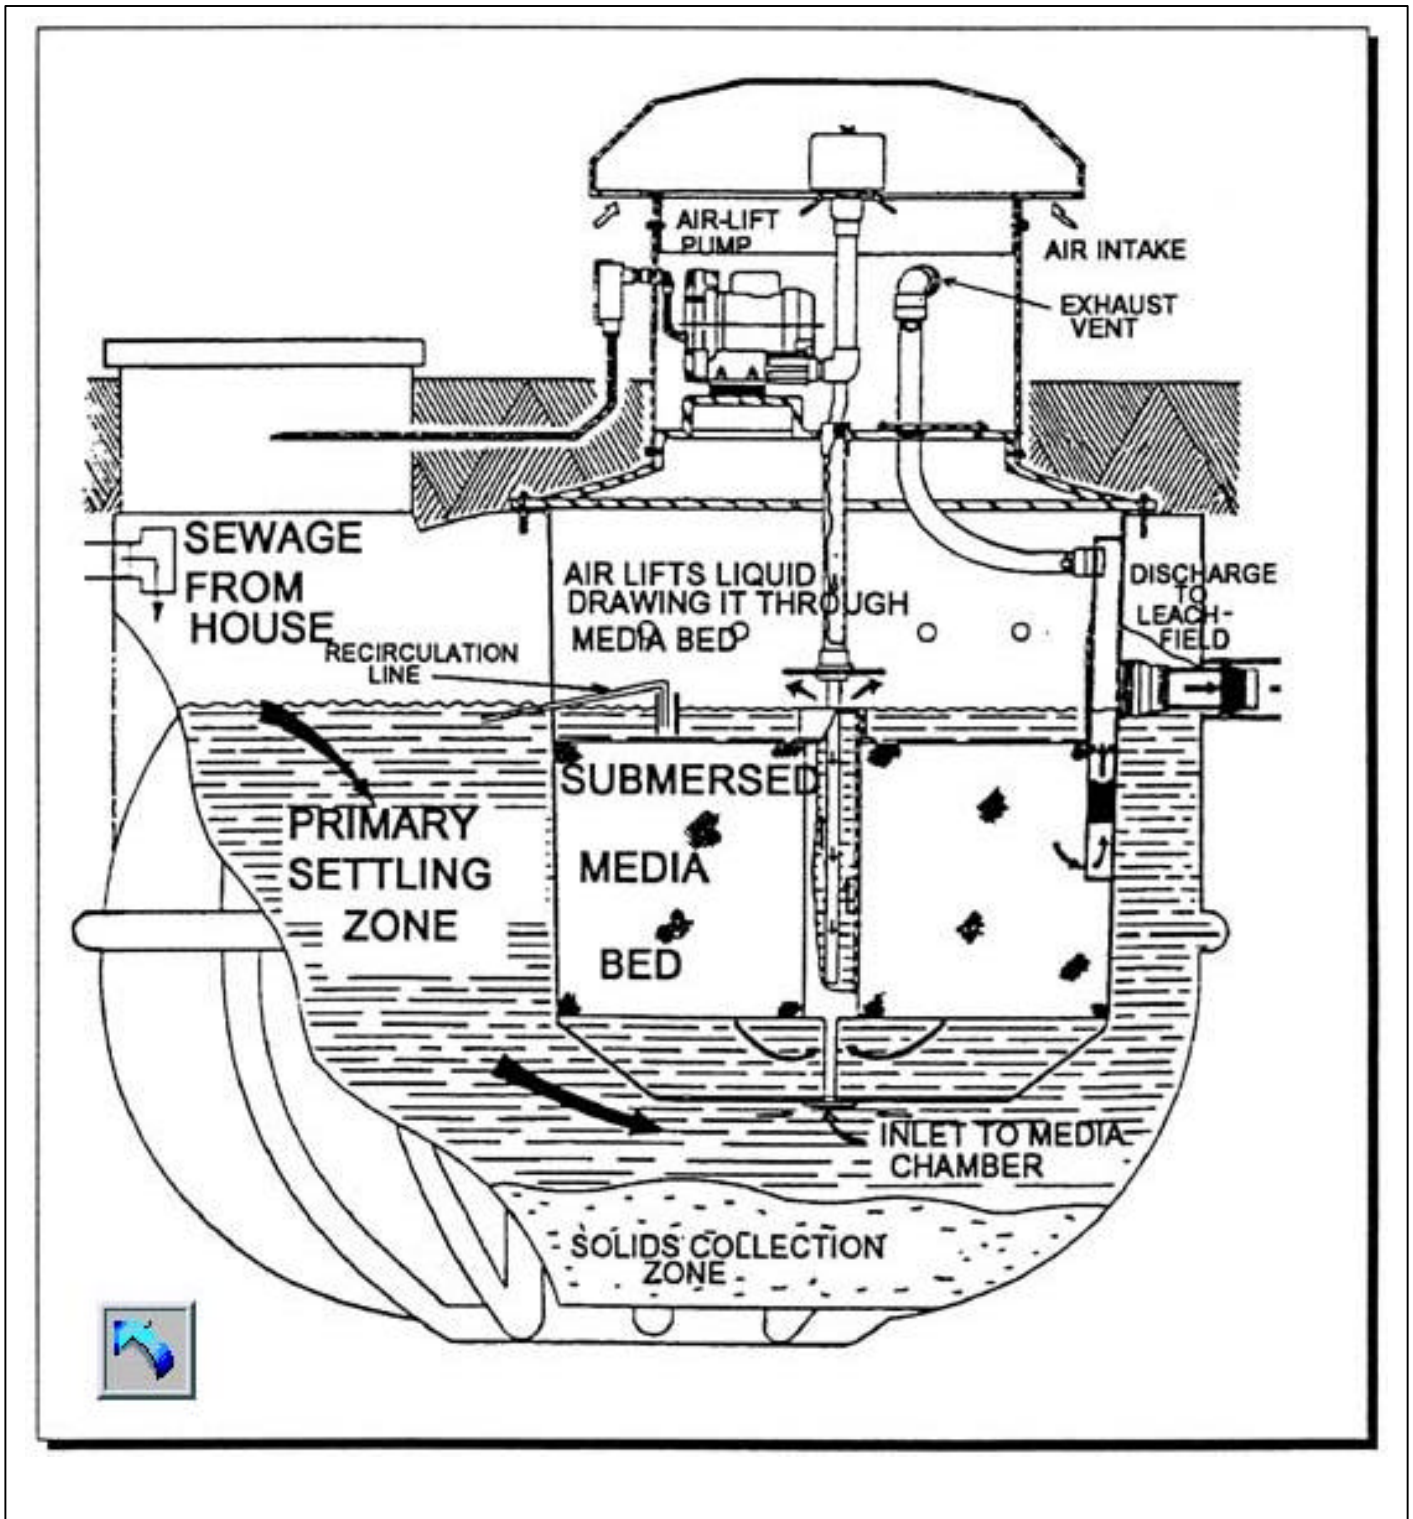 AIR-LIFT
PUMP
AIR INTAKE
EXHAUST
VENT
SEWAGE
FROM
HOUSE
AIR LIFTS LIQUID
DRAWING IT THROUGH
MEDIA BED
DISCHARGE
TO
LEACH-
FIELD
RECIRCULATION
LINE
SUBMERSED
MEDIA
BED
PRIMARY
SETTLING
ZONE
INLET TO MEDIA
CHAMBER
SOLIDS COLLECTION
ZONE